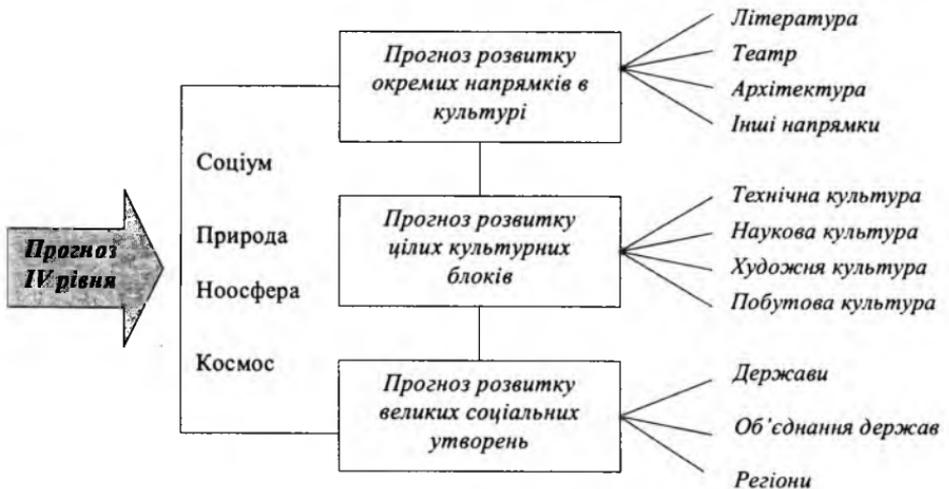 Прогноз
IV рівня
Соціум
Природа
Ноосфера
Космос
Прогноз розвитку
окремих напрямків в
культурі
Література
Театр
Архітектура
Інші напрямки
Прогноз розвитку
цілих культурних
блоків
Технічна культура
Наукова культура
Художня культура
Побутова культура
Прогноз розвитку
великих соціальних
утворень
Держави
Об’єднання держав
Регіони